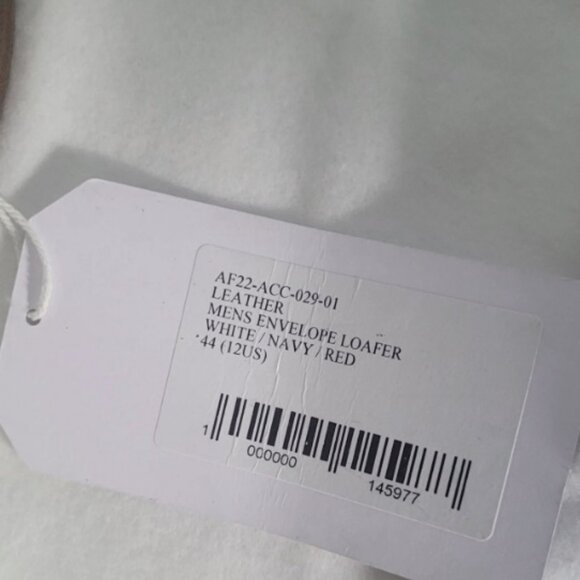 AF22-ACC-029-01
LEATHER
MENS ENVELOPE LOAFER
WHITE / NAVY / RED
44 (12US)
1 000000 145977